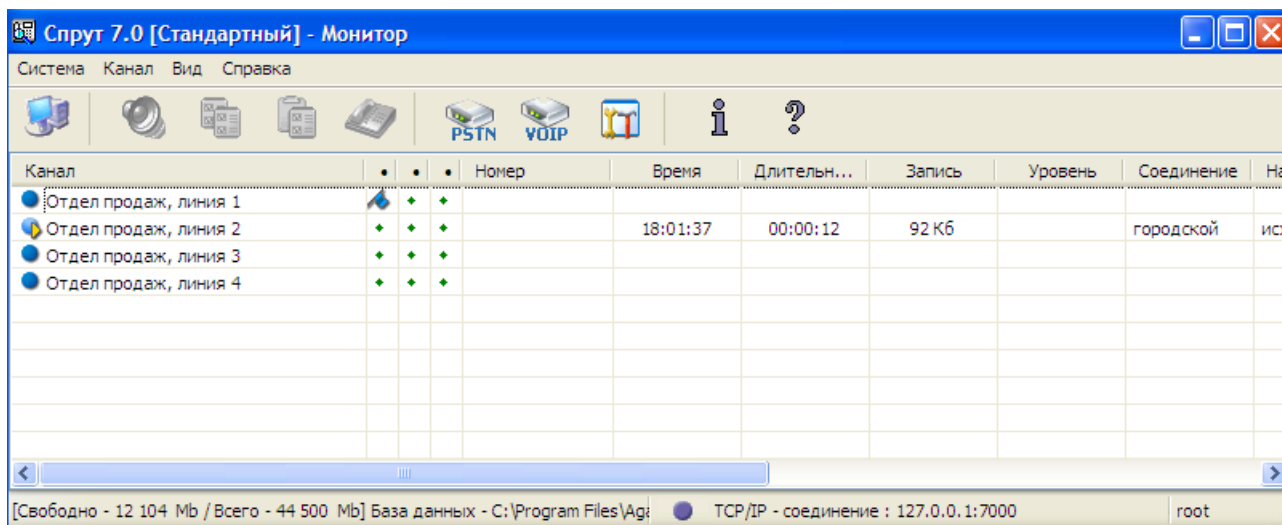 Спрут 7.0 [Стандартный] - Монитор
Система Канал Вид Справка
PSTN VOIP
Канал Номер Время Длительн... Запись Уровень Соединение На
Отдел продаж, линия 1
Отдел продаж, линия 2 18:01:37 00:00:12 92 Кб городской исх
Отдел продаж, линия 3
Отдел продаж, линия 4
[Свободно - 12 104 Mb / Всего - 44 500 Mb] База данных - C:\Program Files\Aga TCP/IP - соединение : 127.0.0.1:7000 root